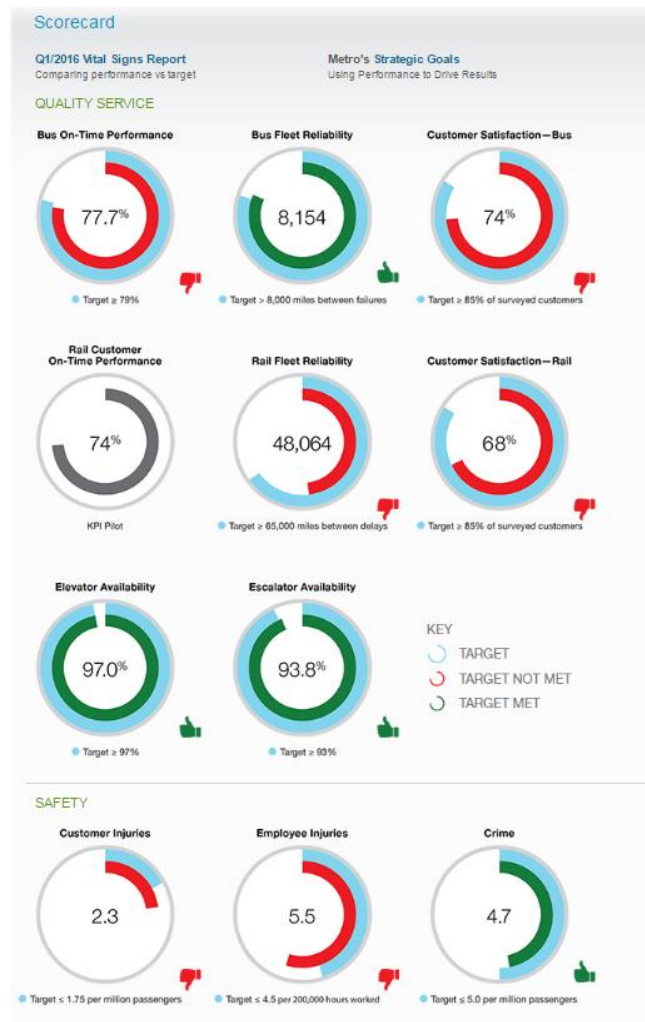 Scorecard
Q1/2016 Vital Signs Report
Comparing performance vs target
Metro's Strategic Goals
Using Performance to Drive Results
QUALITY SERVICE
Bus On-Time Performance
77.7%
Target ≥ 79%
Bus Fleet Reliability
8,154
Target > 8,000 miles between failures
Customer Satisfaction—Bus
74%
Target ≥ 85% of surveyed customers
Rail Customer
On-Time Performance
74%
KPI Pilot
Rail Fleet Reliability
48,064
Target ≥ 65,000 miles between delays
Customer Satisfaction—Rail
68%
Target ≥ 85% of surveyed customers
Elevator Availability
97.0%
Target ≥ 97%
Escalator Availability
93.8%
Target ≥ 93%
KEY
TARGET
TARGET NOT MET
TARGET MET
SAFETY
Customer Injuries
2.3
Target ≤ 1.75 per million passengers
Employee Injuries
5.5
Target ≤ 4.5 per 200,000 hours worked
Crime
4.7
Target ≤ 5.0 per million passengers